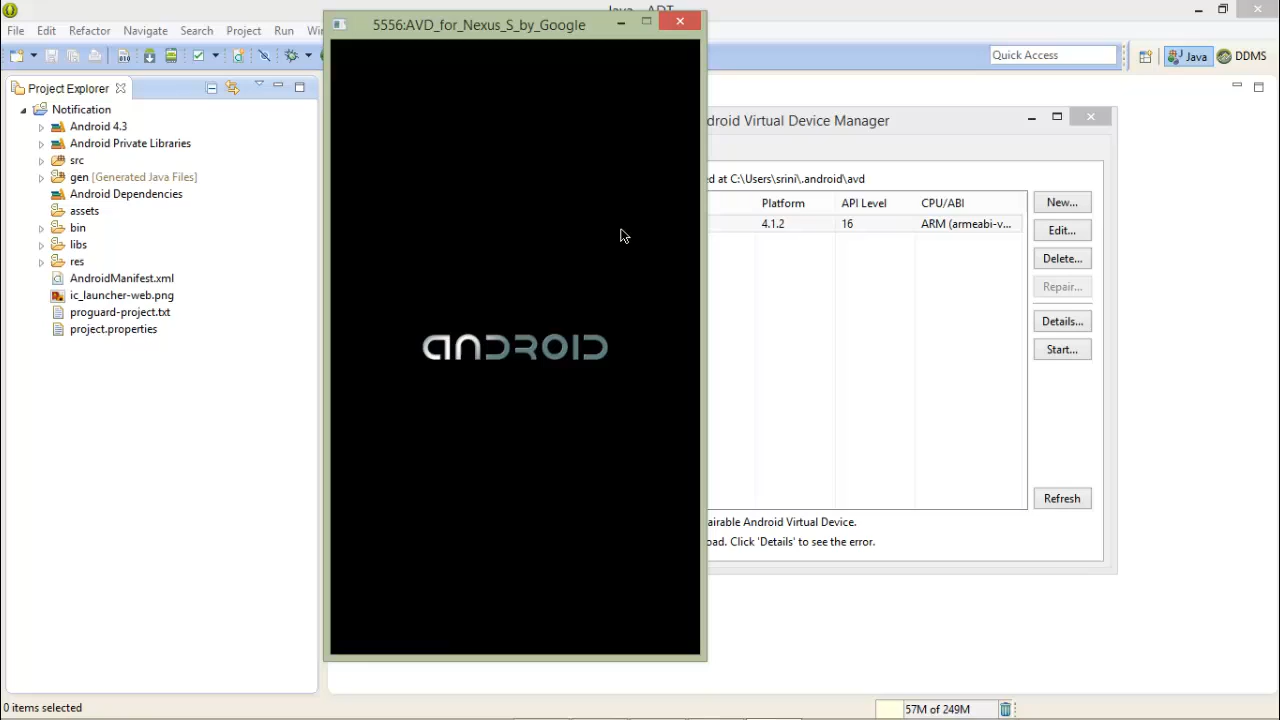 5556:AVD_for_Nexus_S_by_Google
File Edit Refactor Navigate Search Project Run
Quick Access
Java
DDMS
Project Explorer
Notification
Android 4.3
Android Private Libraries
src
gen [Generated Java Files]
Android Dependencies
assets
bin
libs
res
AndroidManifest.xml
ic_launcher-web.png
proguard-project.txt
project.properties
ANDROID
droid Virtual Device Manager
ed at C:\Users\srini\.android\avd
Platform API Level CPU/ABI
4.1.2 16 ARM (armeabi-v...
New...
Edit...
Delete...
Repair...
Details...
Start...
Refresh
airable Android Virtual Device.
oad. Click 'Details' to see the error.
0 items selected
57M of 249M